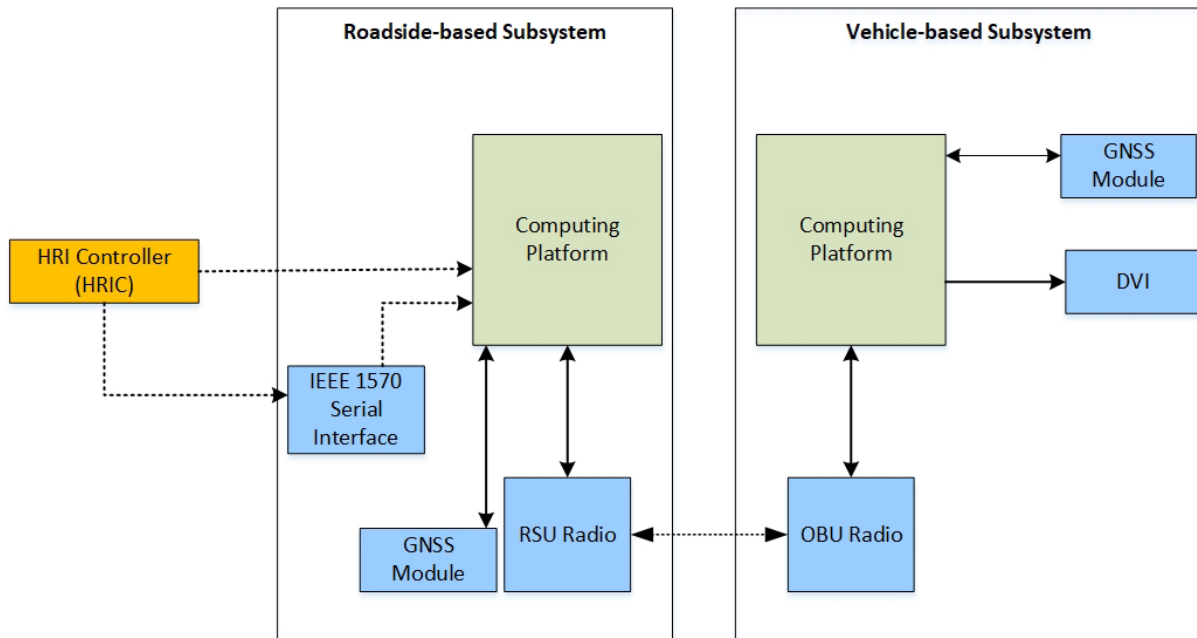 Roadside-based Subsystem
Vehicle-based Subsystem
HRI Controller
(HRIC)
Computing
Platform
IEEE 1570
Serial
Interface
GNSS
Module
RSU Radio
Computing
Platform
GNSS
Module
DVI
OBU Radio